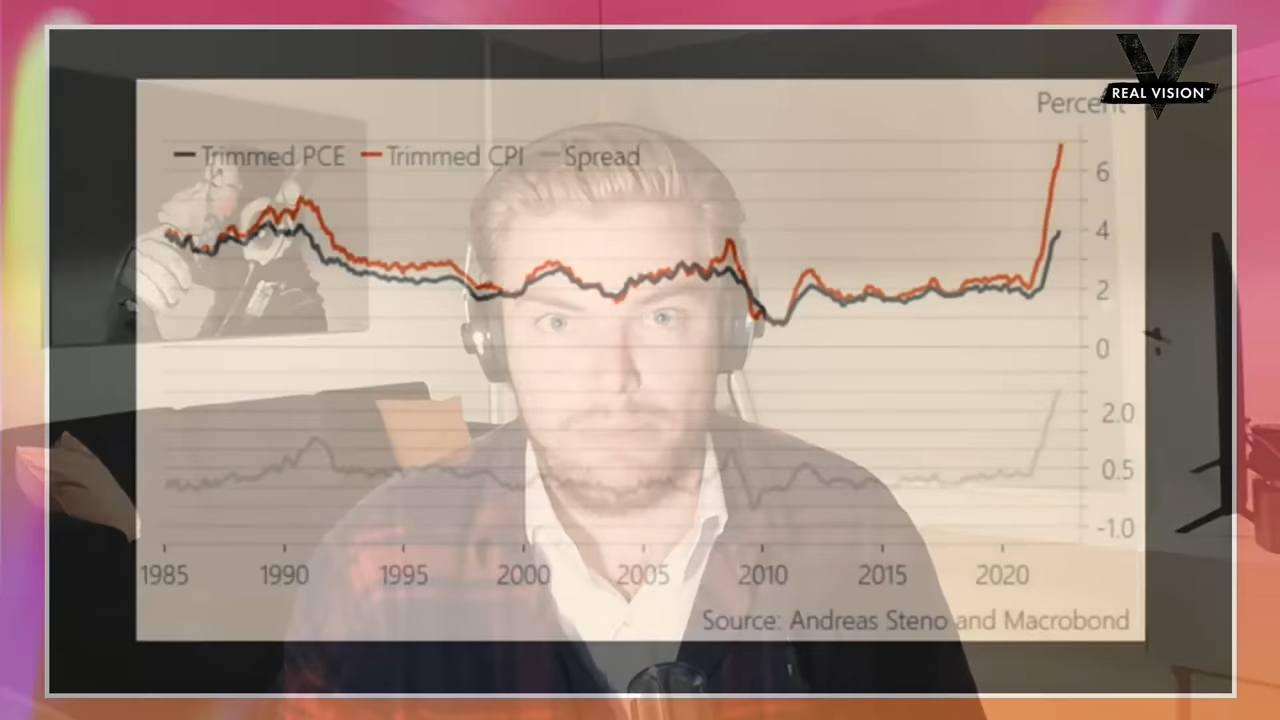 REAL VISION™
Percent
Trimmed PCE Trimmed CPI Spread
6
4
2
0
2.0
0.5
-1.0
1985 1990 1995 2000 2005 2010 2015 2020
Source: Andreas Steno and Macrobond